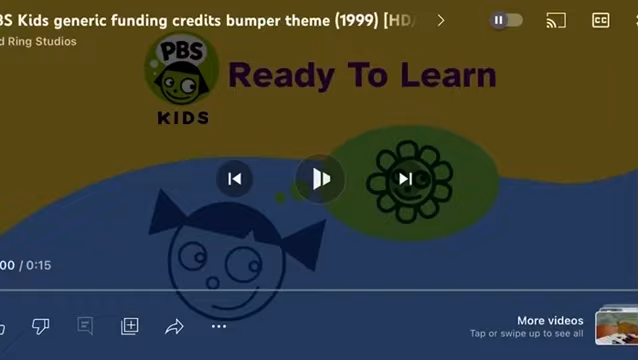 BS Kids generic funding credits bumper theme (1999) [HD/
d Ring Studios
CC
PBS
KIDS
Ready To Learn
00 / 0:15
More videos
Tap or swipe up to see all